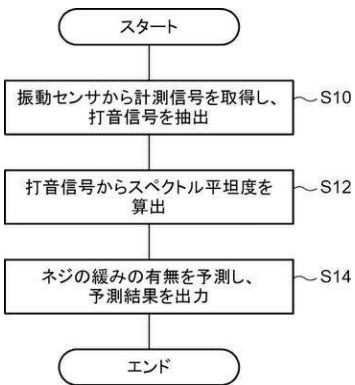 スタート
振動センサから計測信号を取得し、
打音信号を抽出
S10
打音信号からスペクトル平坦度を
算出
S12
ネジの緩みの有無を予測し、
予測結果を出力
S14
エンド